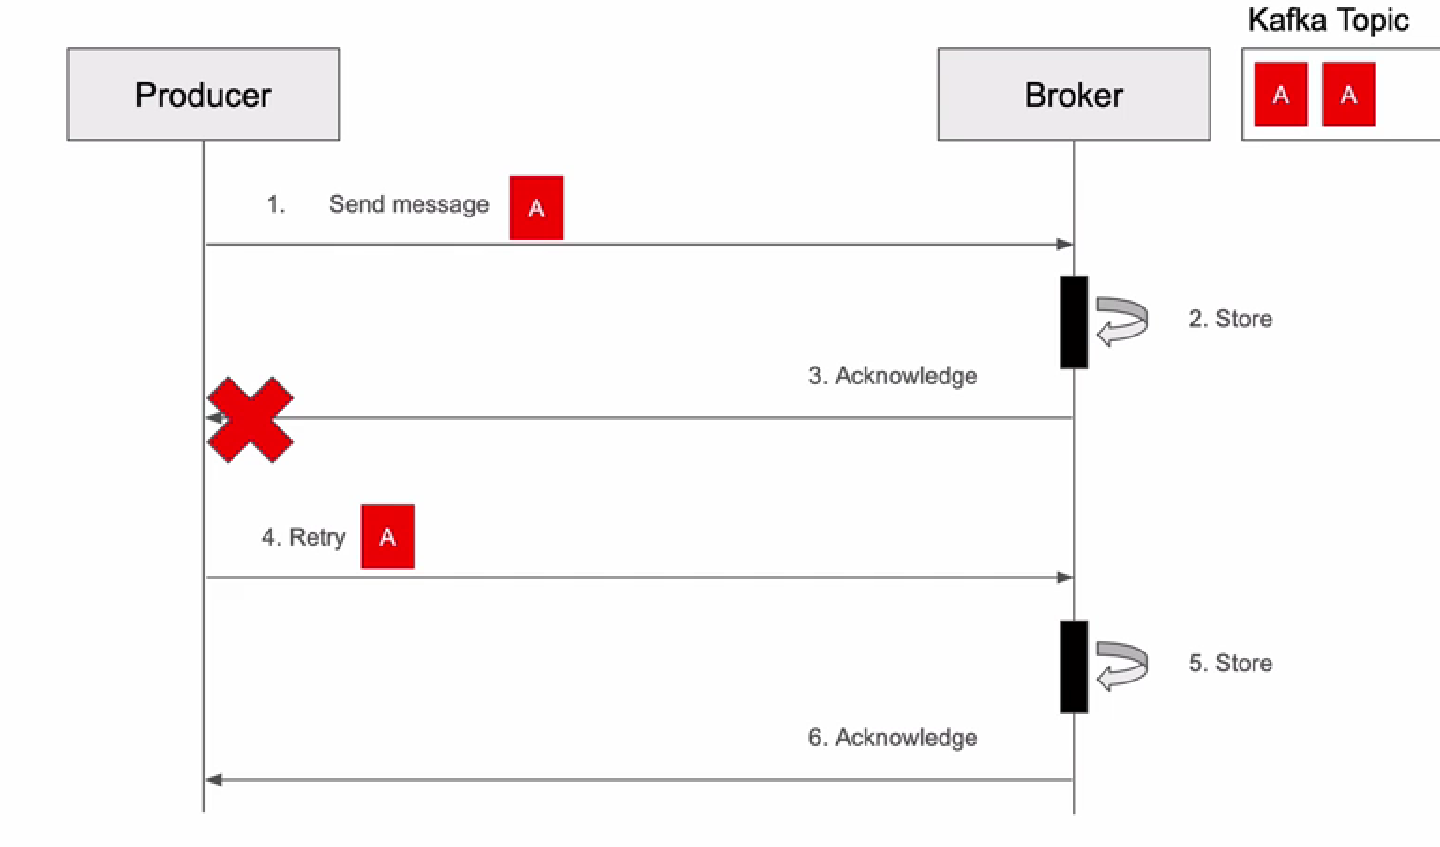 Kafka Topic
Producer
Broker
A A
1. Send message A
2. Store
3. Acknowledge
4. Retry A
5. Store
6. Acknowledge